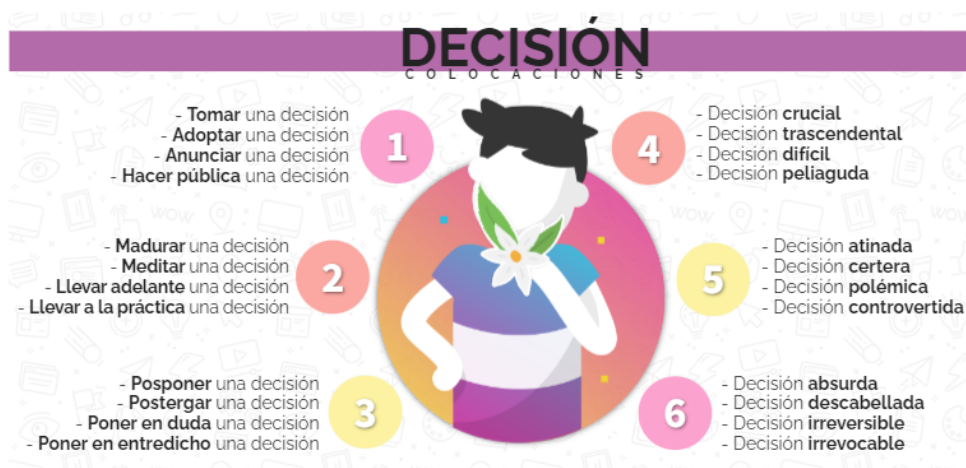 DECISIÓN
COLOCACIONES
- Tomar una decisión
- Adoptar una decisión
- Anunciar una decisión
- Hacer pública una decisión
1
- Madurar una decisión
- Meditar una decisión
- Llevar adelante una decisión
- Llevar a la práctica una decisión
2
- Posponer una decisión
- Postergar una decisión
- Poner en duda una decisión
- Poner en entredicho una decisión
3
4
- Decisión crucial
- Decisión trascendental
- Decisión difícil
- Decisión peliaguda
5
- Decisión atinada
- Decisión certera
- Decisión polémica
- Decisión controvertida
6
- Decisión absurda
- Decisión descabellada
- Decisión irreversible
- Decisión irrevocable
WOW
WOW